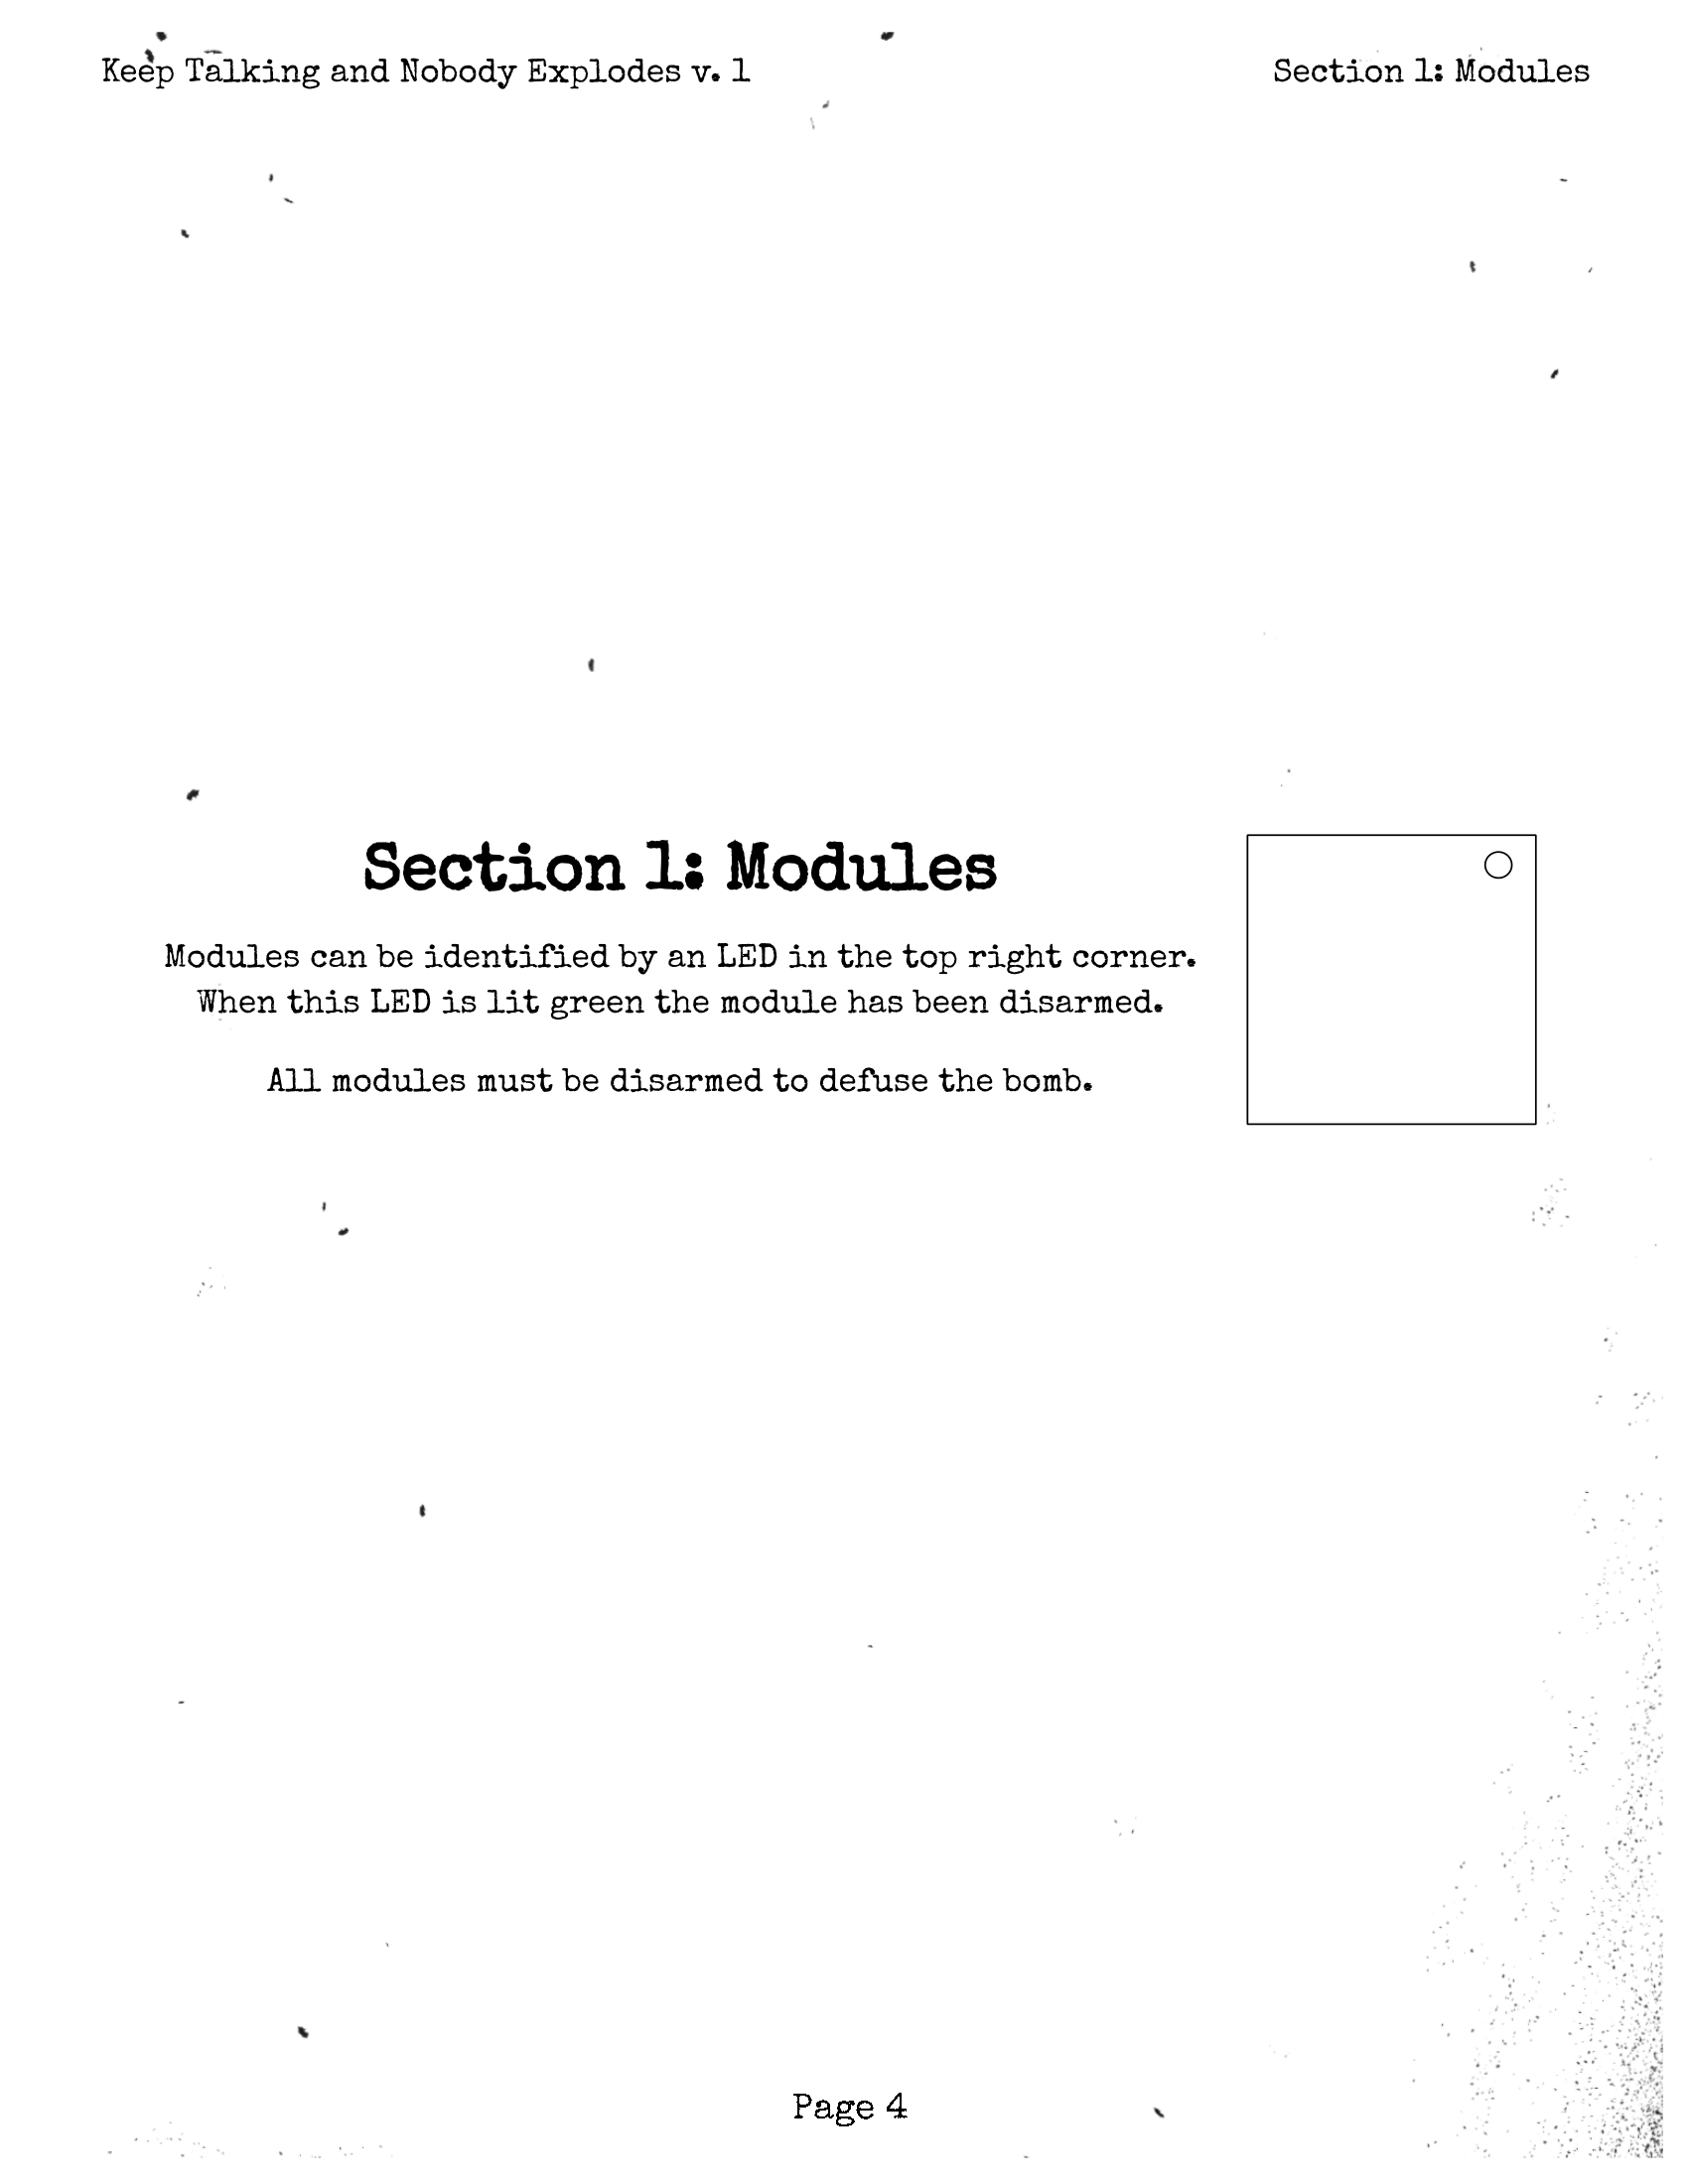 Keep Talking and Nobody Explodes v. 1
Section 1: Modules
Section 1: Modules
Modules can be identified by an LED in the top right corner.
When this LED is lit green the module has been disarmed.
All modules must be disarmed to defuse the bomb.
Page 4